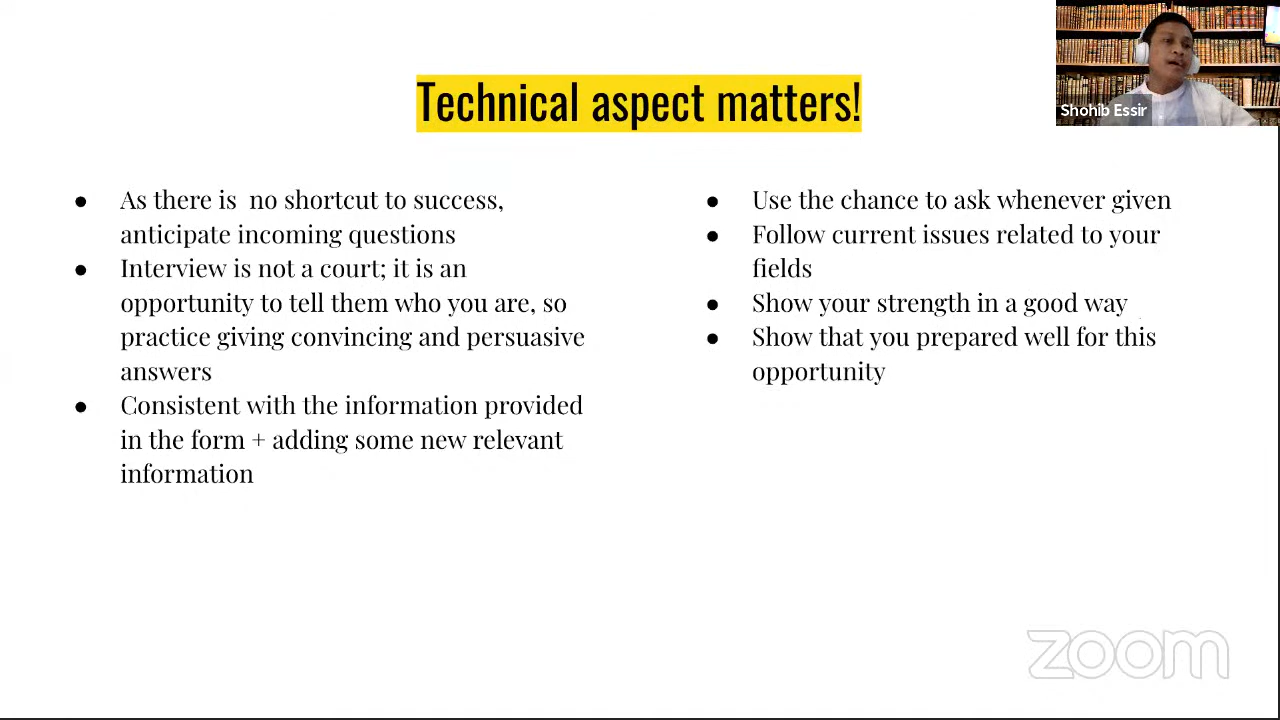 Technical aspect matters!
Shohib Essir
● As there is  no shortcut to success,
anticipate incoming questions
● Interview is not a court; it is an
opportunity to tell them who you are, so
practice giving convincing and persuasive
answers
● Consistent with the information provided
in the form + adding some new relevant
information
● Use the chance to ask whenever given
● Follow current issues related to your
fields
● Show your strength in a good way
● Show that you prepared well for this
opportunity
zoom